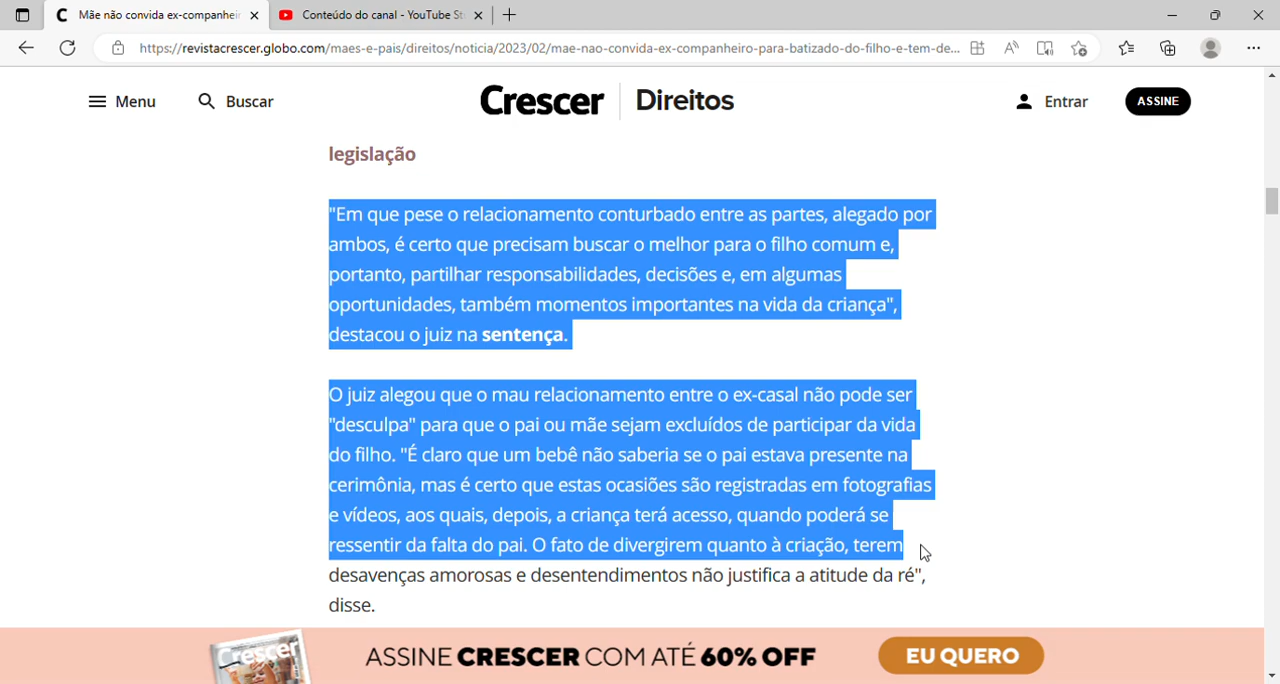 Mãe não convida ex-companhei
Conteúdo do canal - YouTube St
https://revistacrescer.globo.com/maes-e-pais/direitos/noticia/2023/02/mae-nao-convida-ex-companheiro-para-batizado-do-filho-e-tem-de...
Menu
Buscar
Crescer
Direitos
Entrar
ASSINE
legislação
"Em que pese o relacionamento conturbado entre as partes, alegado por
ambos, é certo que precisam buscar o melhor para o filho comum e,
portanto, partilhar responsabilidades, decisões e, em algumas
oportunidades, também momentos importantes na vida da criança",
destacou o juiz na sentença.
O juiz alegou que o mau relacionamento entre o ex-casal não pode ser
"desculpa" para que o pai ou mãe sejam excluídos de participar da vida
do filho. "É claro que um bebê não saberia se o pai estava presente na
cerimônia, mas é certo que estas ocasiões são registradas em fotografias
e vídeos, aos quais, depois, a criança terá acesso, quando poderá se
ressentir da falta do pai. O fato de divergirem quanto à criação, terem
desavenças amorosas e desentendimentos não justifica a atitude da ré",
disse.
Crescer
ASSINE CRESCER COM ATÉ 60% OFF
EU QUERO